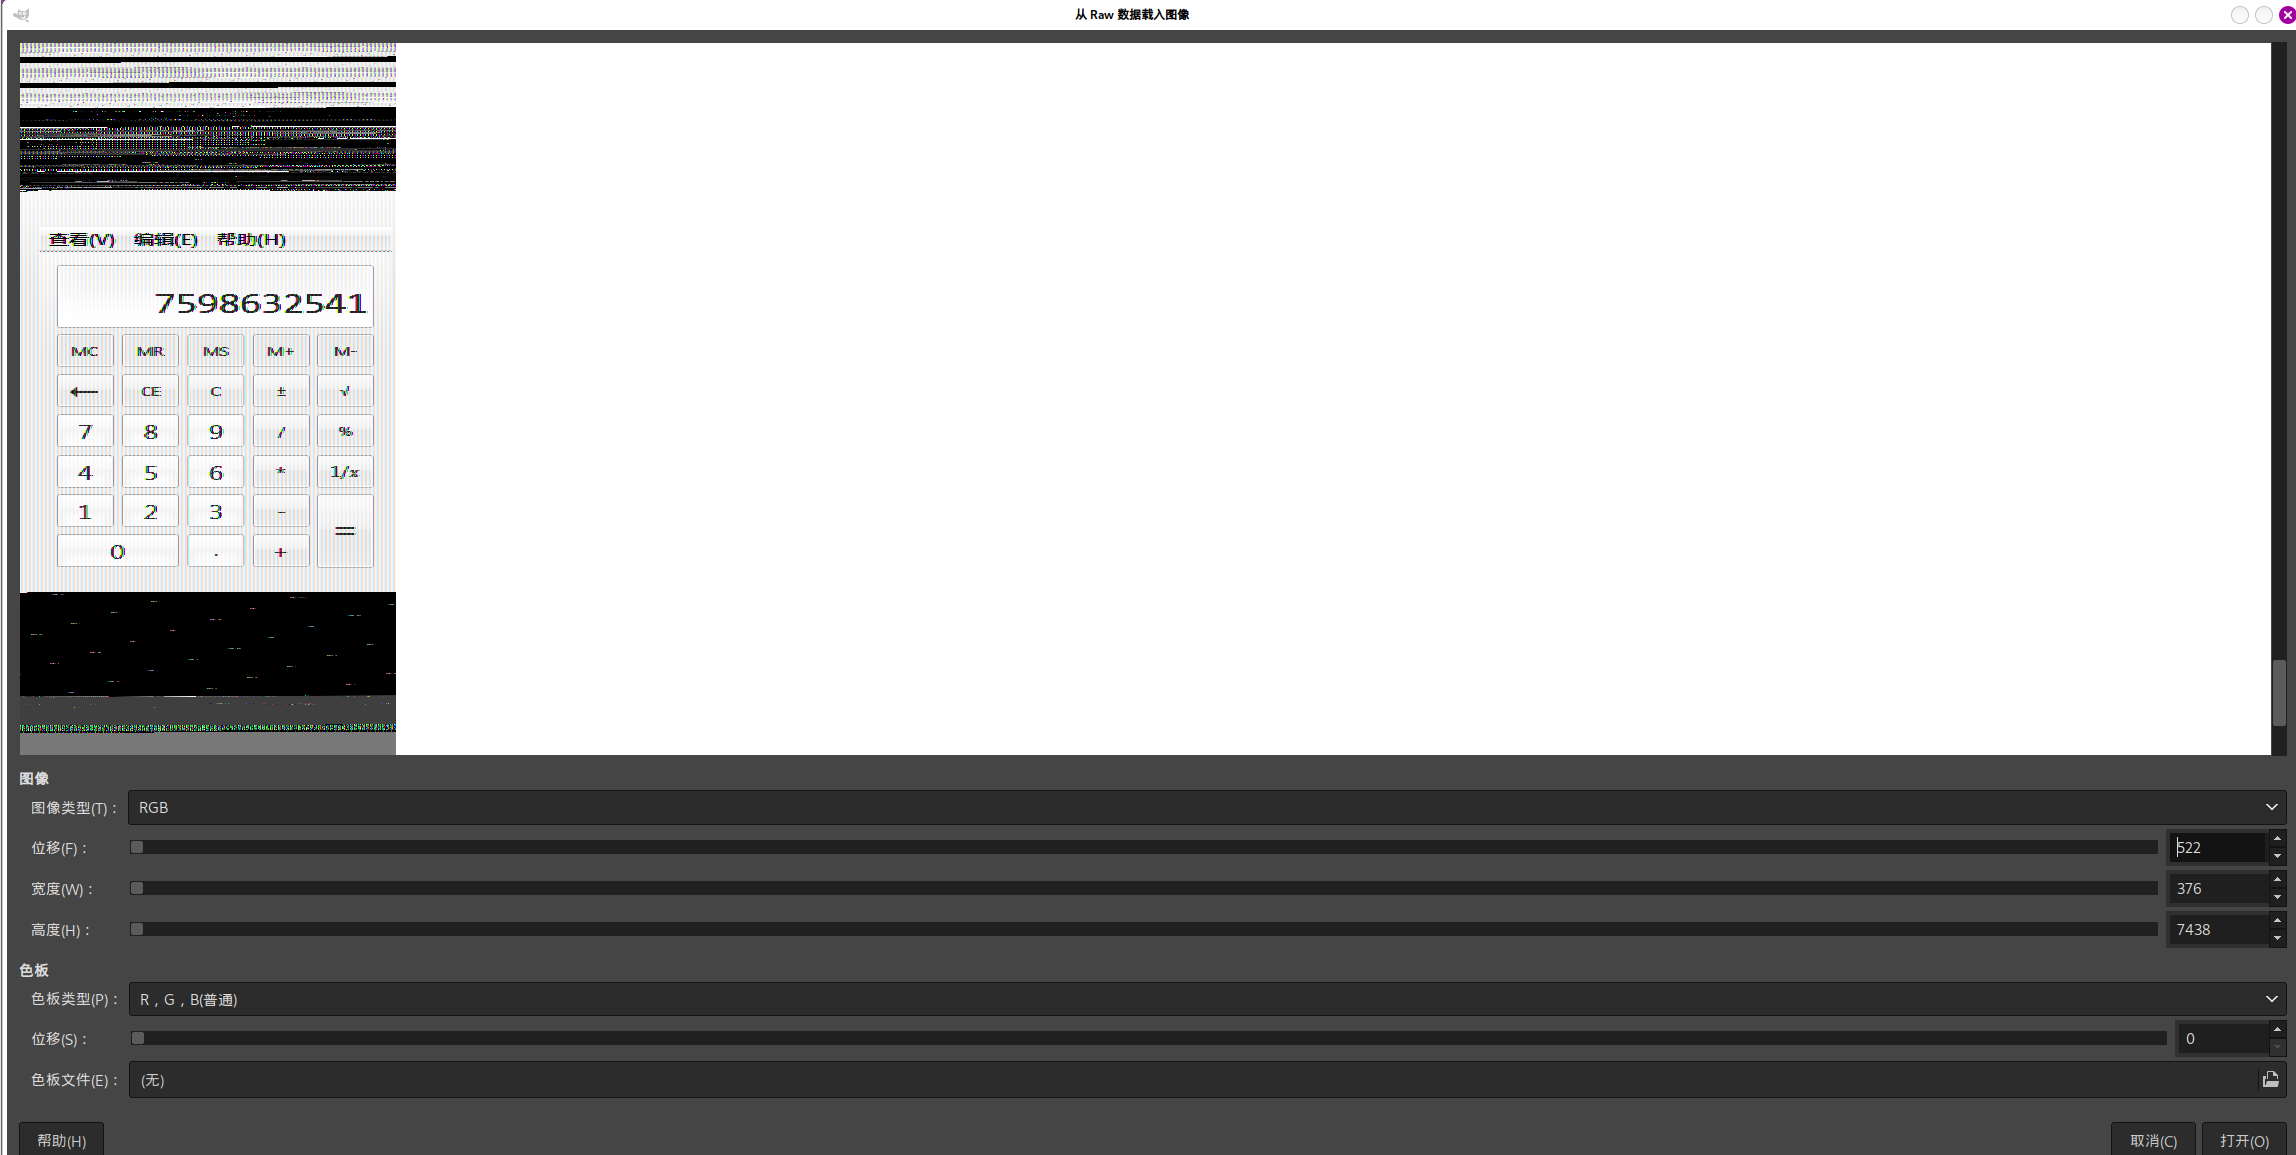 从 Raw 数据载入图像
查看(V) 编辑(E) 帮助(H)
7598632541
MC MR MS M+ M-
← CE C ± √
7 8 9 / %
4 5 6 * 1/x
1 2 3 - =
0 . +
图像
图像类型(T)： RGB
位移(F)： 522
宽度(W)： 376
高度(H)： 7438
色板
色板类型(P)： R，G，B(普通)
位移(S)： 0
色板文件(E)： (无)
帮助(H) 取消(C) 打开(O)